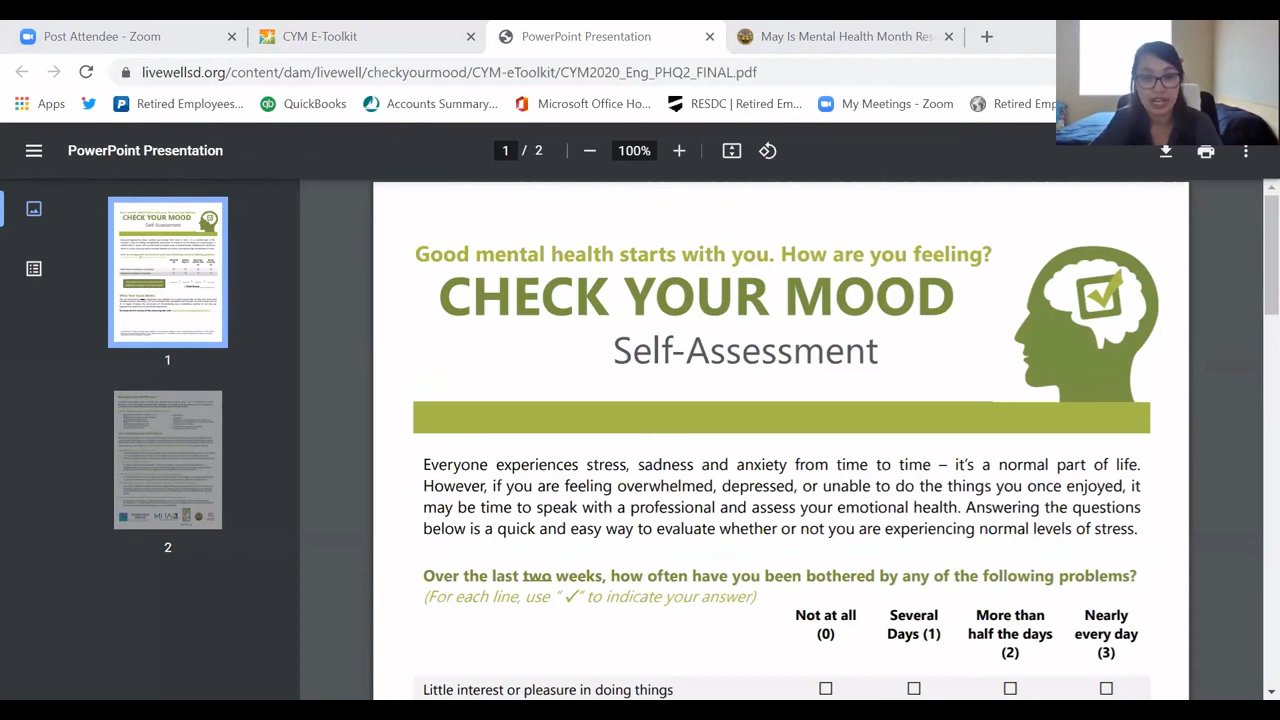 Post Attendee - Zoom
CYM E-Toolkit
PowerPoint Presentation
May Is Mental Health Month Res
livewellsd.org/content/dam/livewell/checkyourmood/CYM-eToolkit/CYM2020_Eng_PHQ2_FINAL.pdf
Apps
Retired Employees...
QuickBooks
Accounts Summary...
Microsoft Office Ho...
RESDC | Retired Em...
My Meetings - Zoom
Retired Emp
PowerPoint Presentation
1 / 2
100%
CHECK YOUR MOOD
Self-Assessment
1
2
Good mental health starts with you. How are you feeling?
CHECK YOUR MOOD
Self-Assessment
Everyone experiences stress, sadness and anxiety from time to time – it's a normal part of life.
However, if you are feeling overwhelmed, depressed, or unable to do the things you once enjoyed, it
may be time to speak with a professional and assess your emotional health. Answering the questions
below is a quick and easy way to evaluate whether or not you are experiencing normal levels of stress.
Over the last two weeks, how often have you been bothered by any of the following problems?
(For each line, use "✓" to indicate your answer)
Not at all
(0)
Several
Days (1)
More than
half the days
(2)
Nearly
every day
(3)
Little interest or pleasure in doing things